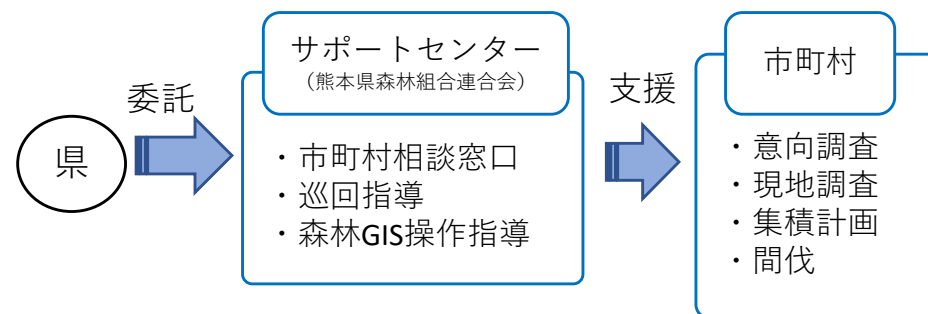 県
委託
サポートセンター
（熊本県森林組合連合会）
・市町村相談窓口
・巡回指導
・森林GIS操作指導
支援
市町村
・意向調査
・現地調査
・集積計画
・間伐